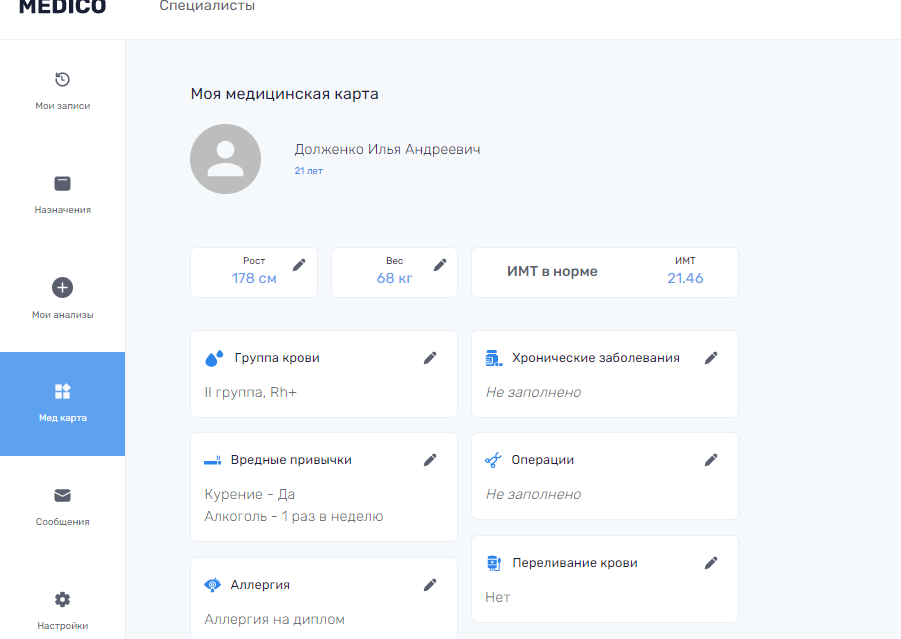 MEDICO
Специалисты
Мои записи
Назначения
Мои анализы
Мед карта
Сообщения
Настройки
Моя медицинская карта
Долженко Илья Андреевич
21 лет
Рост
178 см
Вес
68 кг
ИМТ в норме
ИМТ
21.46
Группа крови
II группа, Rh+
Хронические заболевания
Не заполнено
Вредные привычки
Курение - Да
Алкоголь - 1 раз в неделю
Операции
Не заполнено
Аллергия
Аллергия на диплом
Переливание крови
Нет